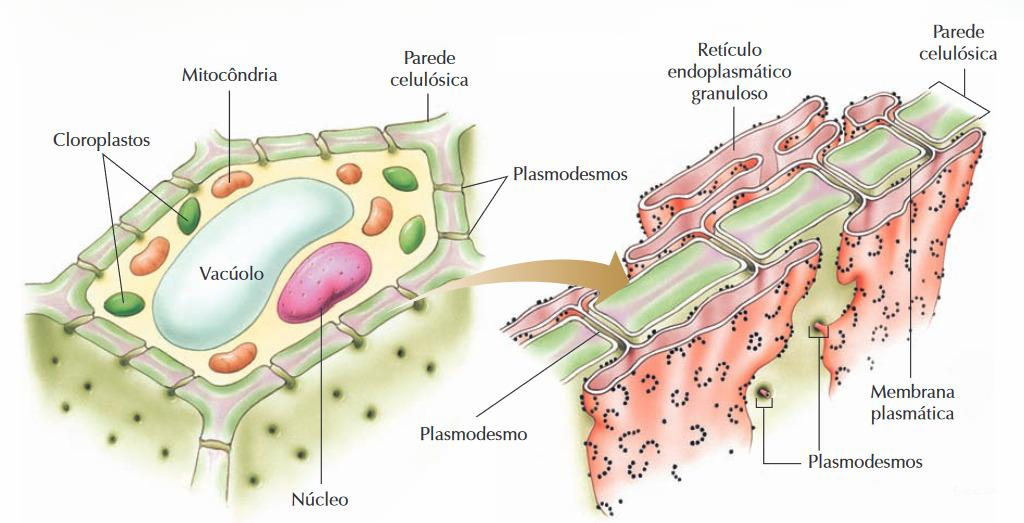 Mitocôndria
Parede
celulósica
Cloroplastos
Plasmodesmos
Vacúolo
Núcleo
Retículo
endoplasmático
granuloso
Parede
celulósica
Plasmodesmo
Membrana
plasmática
Plasmodesmos